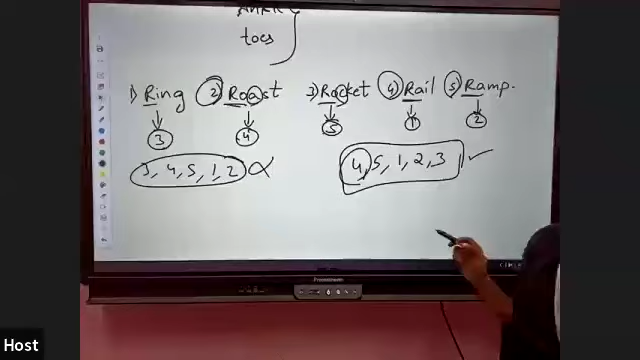 toes
1) Ring 2) Roast 3) Rocket 4) Rail 5) Ramp.
3 4 5 1 2
3, 4, 5, 1, 2 4, 5, 1, 2, 3
Host